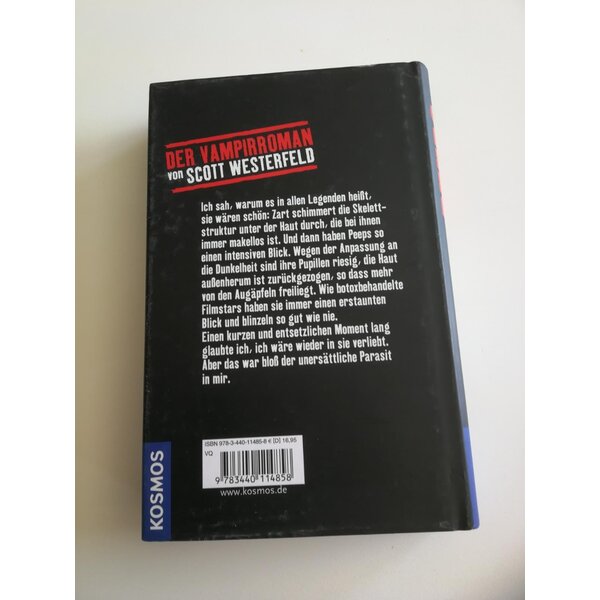 DER VAMPIRROMAN
VON SCOTT WESTERFELD
Ich sah, warum es in allen Legenden heißt,
sie wären schön: Zart schimmert die Skelett-
struktur unter der Haut durch, die bei ihnen
immer makellos ist. Und dann haben Peeps so
einen intensiven Blick. Wegen der Anpassung an
die Dunkelheit sind ihre Pupillen riesig, die Haut
außenherum ist zurückgezogen, so dass mehr
von den Augäpfeln freiliegt. Wie botoxbehandelte
Filmstars haben sie immer einen erstaunten
Blick und blinzeln so gut wie nie.
Einen kurzen und entsetzlichen Moment lang
glaubte ich, ich wäre wieder in sie verliebt.
Aber das war bloß der unersättliche Parasit
in mir.
ISBN 978-3-440-11485-8 € [D] 16,95
VQ
9 783440 114858
www.kosmos.de
KOSMOS